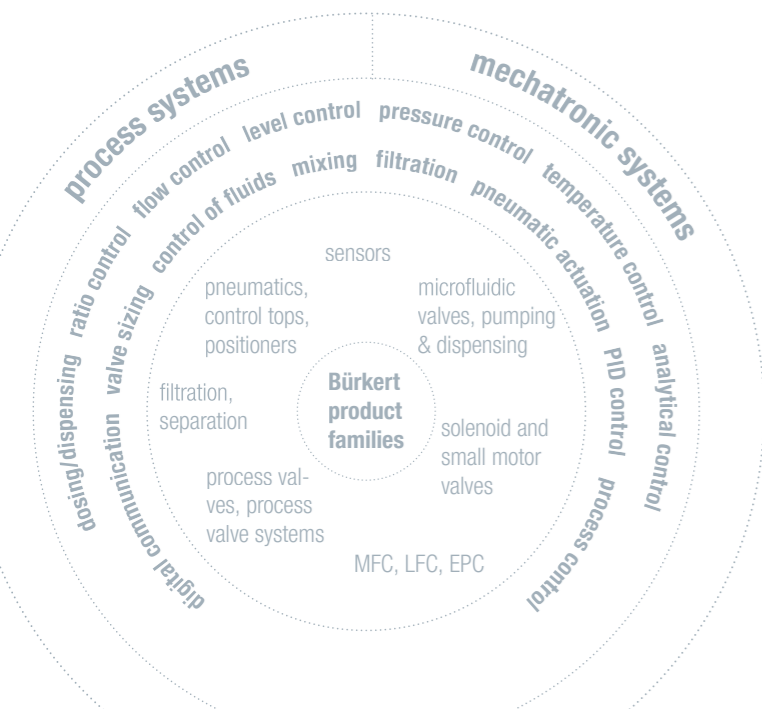 process systems
mechatronic systems
dosing/dispensing ratio control flow control level control pressure control temperature control analytical control
digital communication valve sizing control of fluids mixing filtration pneumatic actuation PID control process control
sensors
pneumatics,
control tops,
positioners
microfluidic
valves, pumping
& dispensing
filtration,
separation
Bürkert
product
families
solenoid and
small motor
valves
process val-
ves, process
valve systems
MFC, LFC, EPC